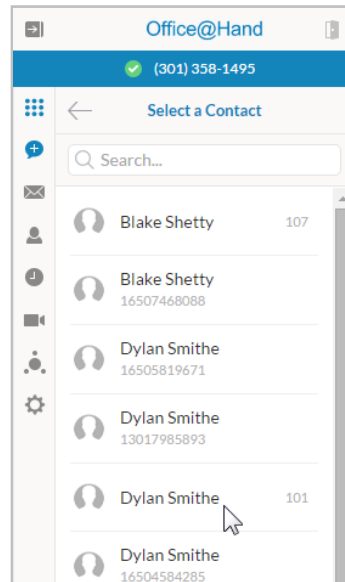 Office@Hand
(301) 358-1495
Select a Contact
Search...
Blake Shetty 107
Blake Shetty
16507468088
Dylan Smithe
16505819671
Dylan Smithe
13017985893
Dylan Smithe 101
Dylan Smithe
16504584285